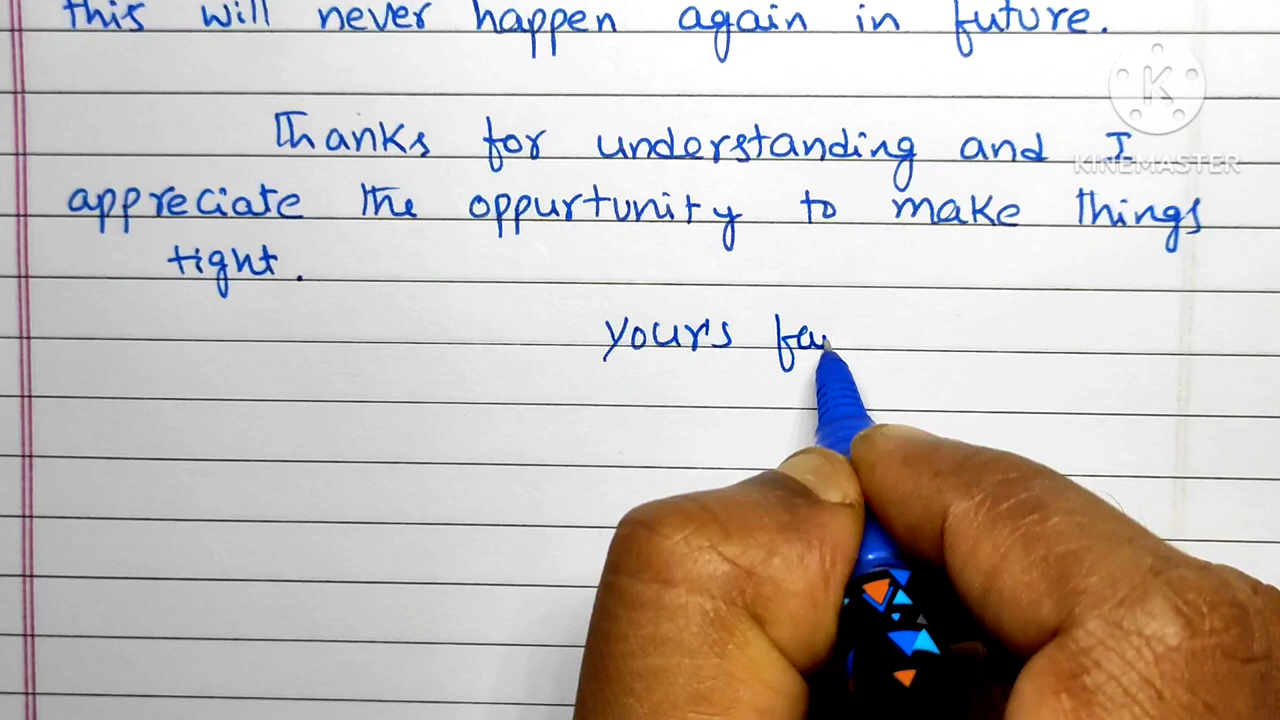 this will never happen again in future.
Thanks for understanding and I
appreciate the oppurtunity to make things
tight.
your's fa
K
KINEMASTER